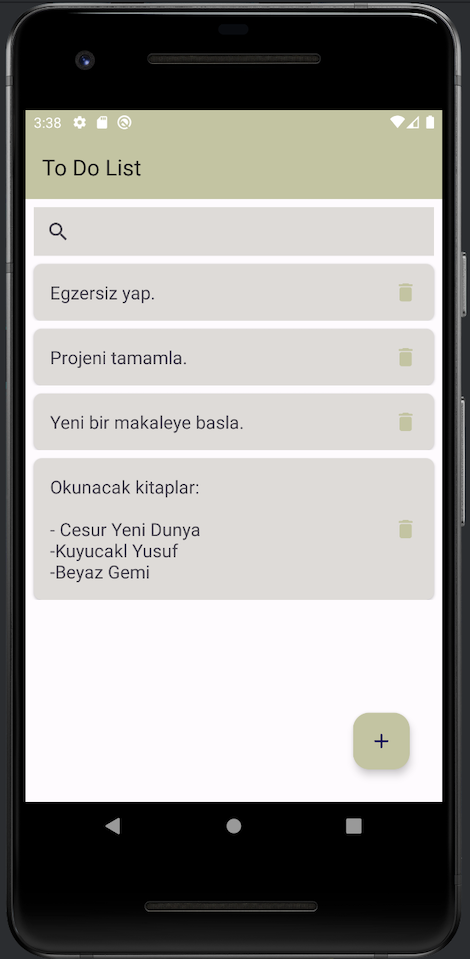 3:38
To Do List
Egzersiz yap.
Projeni tamamla.
Yeni bir makaleye basla.
Okunacak kitaplar:
- Cesur Yeni Dunya
-Kuyucakl Yusuf
-Beyaz Gemi